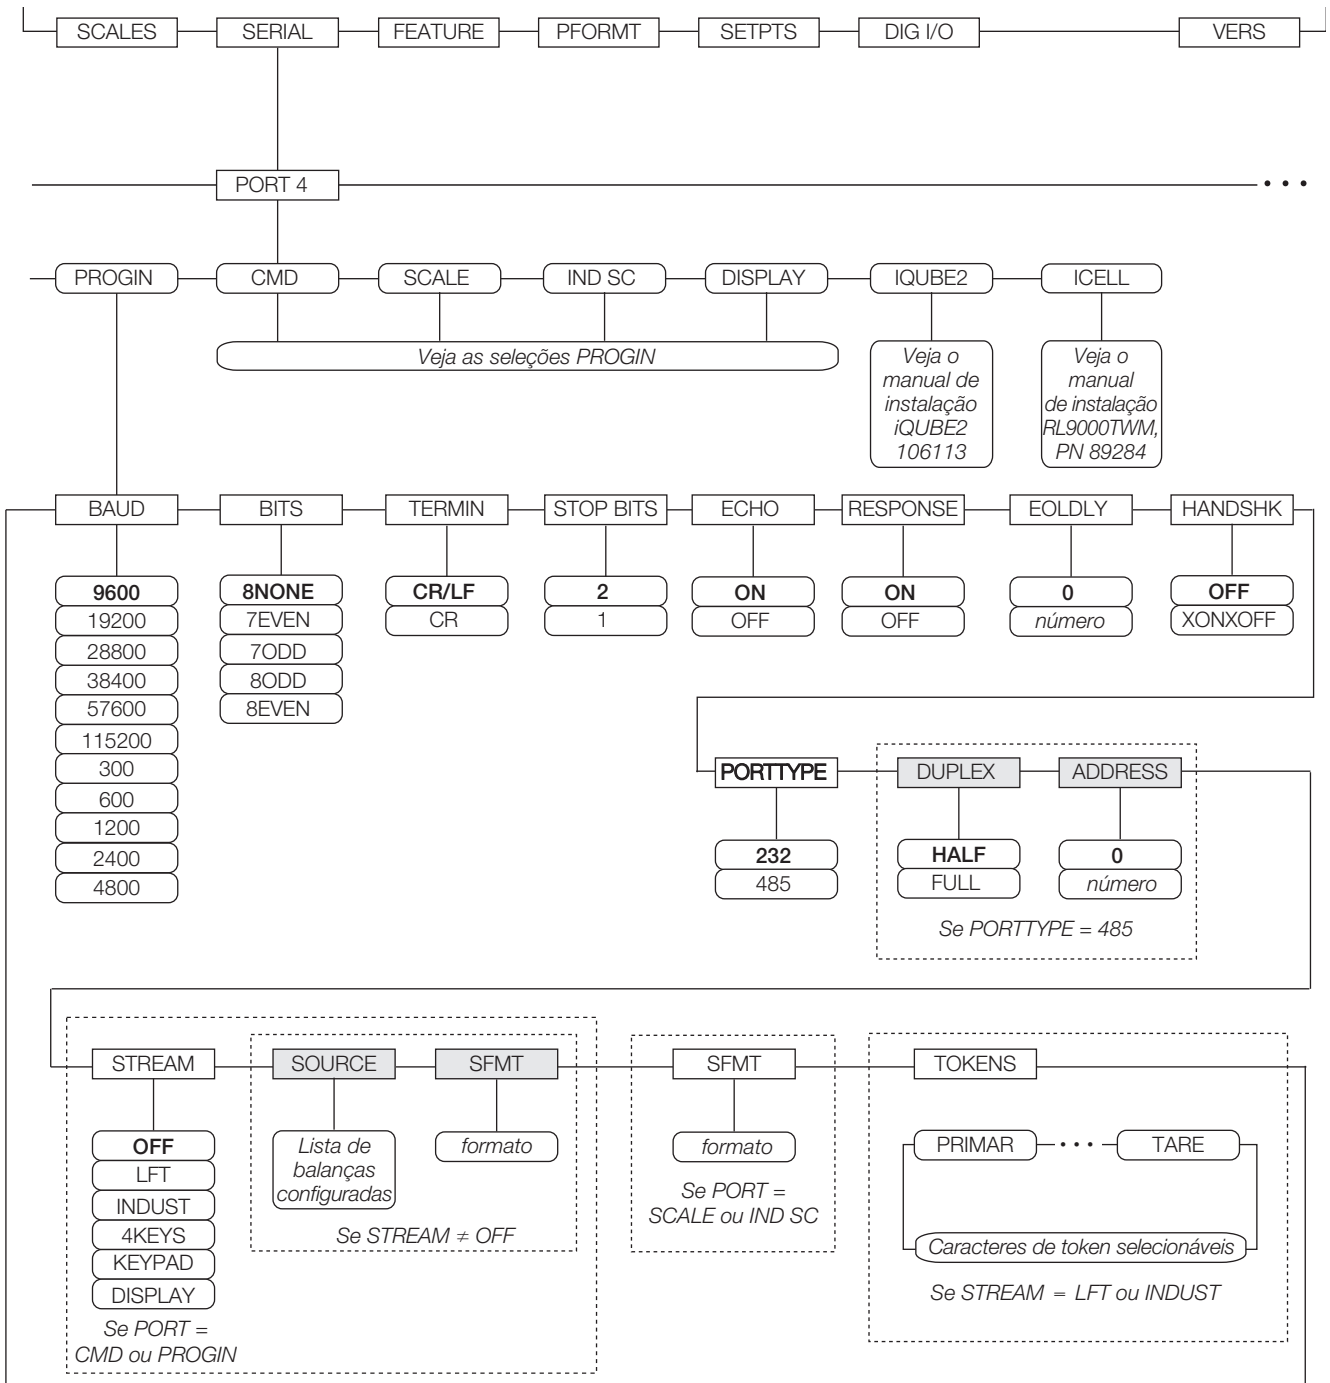 SCALES SERIAL FEATURE PFORMT SETPTS DIG I/O VERS
PORT 4
• • •
PROGIN CMD SCALE IND SC DISPLAY IQUBE2 ICELL
Veja as seleções PROGIN
Veja o
manual de
instalação
iQUBE2
106113
Veja o
manual
de instalação
RL9000TWM,
PN 89284
BAUD BITS TERMIN STOP BITS ECHO RESPONSE EOLDLY HANDSHK
9600
19200
28800
38400
57600
115200
300
600
1200
2400
4800
8NONE
7EVEN
7ODD
8ODD
8EVEN
CR/LF
CR
2
1
ON
OFF
ON
OFF
0
número
OFF
XONXOFF
PORTTYPE DUPLEX ADDRESS
232
485
HALF
FULL
0
número
Se PORTTYPE = 485
STREAM SOURCE SFMT SFMT TOKENS
OFF
LFT
INDUST
4KEYS
KEYPAD
DISPLAY
Se PORT =
CMD ou PROGIN
Lista de
balanças
configuradas
formato
Se STREAM ≠ OFF
formato
Se PORT =
SCALE ou IND SC
PRIMAR • • • TARE
Caracteres de token selecionáveis
Se STREAM = LFT ou INDUST